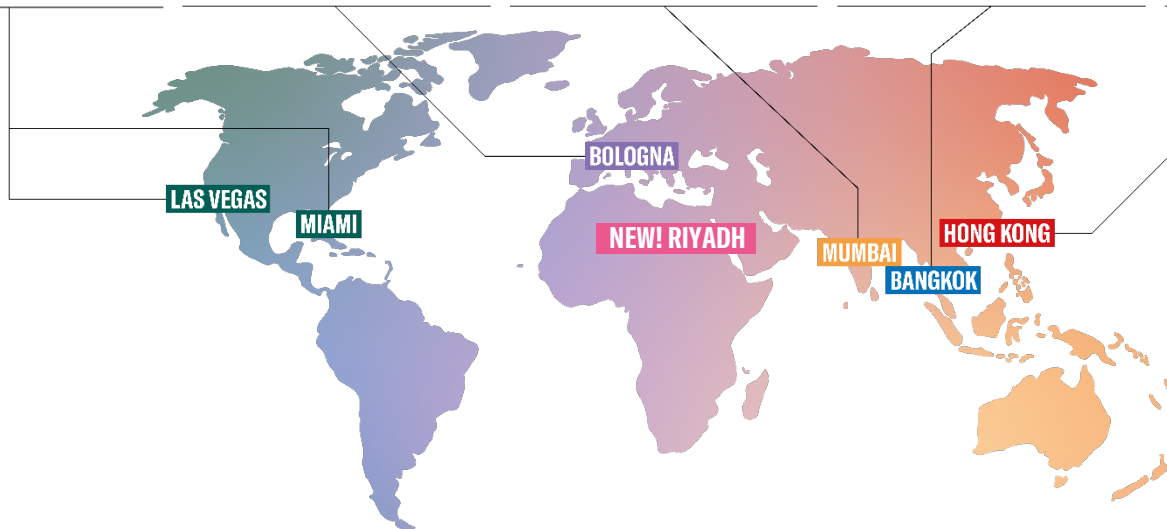 BOLOGNA
LAS VEGAS
MIAMI
NEW! RIYADH
HONG KONG
MUMBAI
BANGKOK